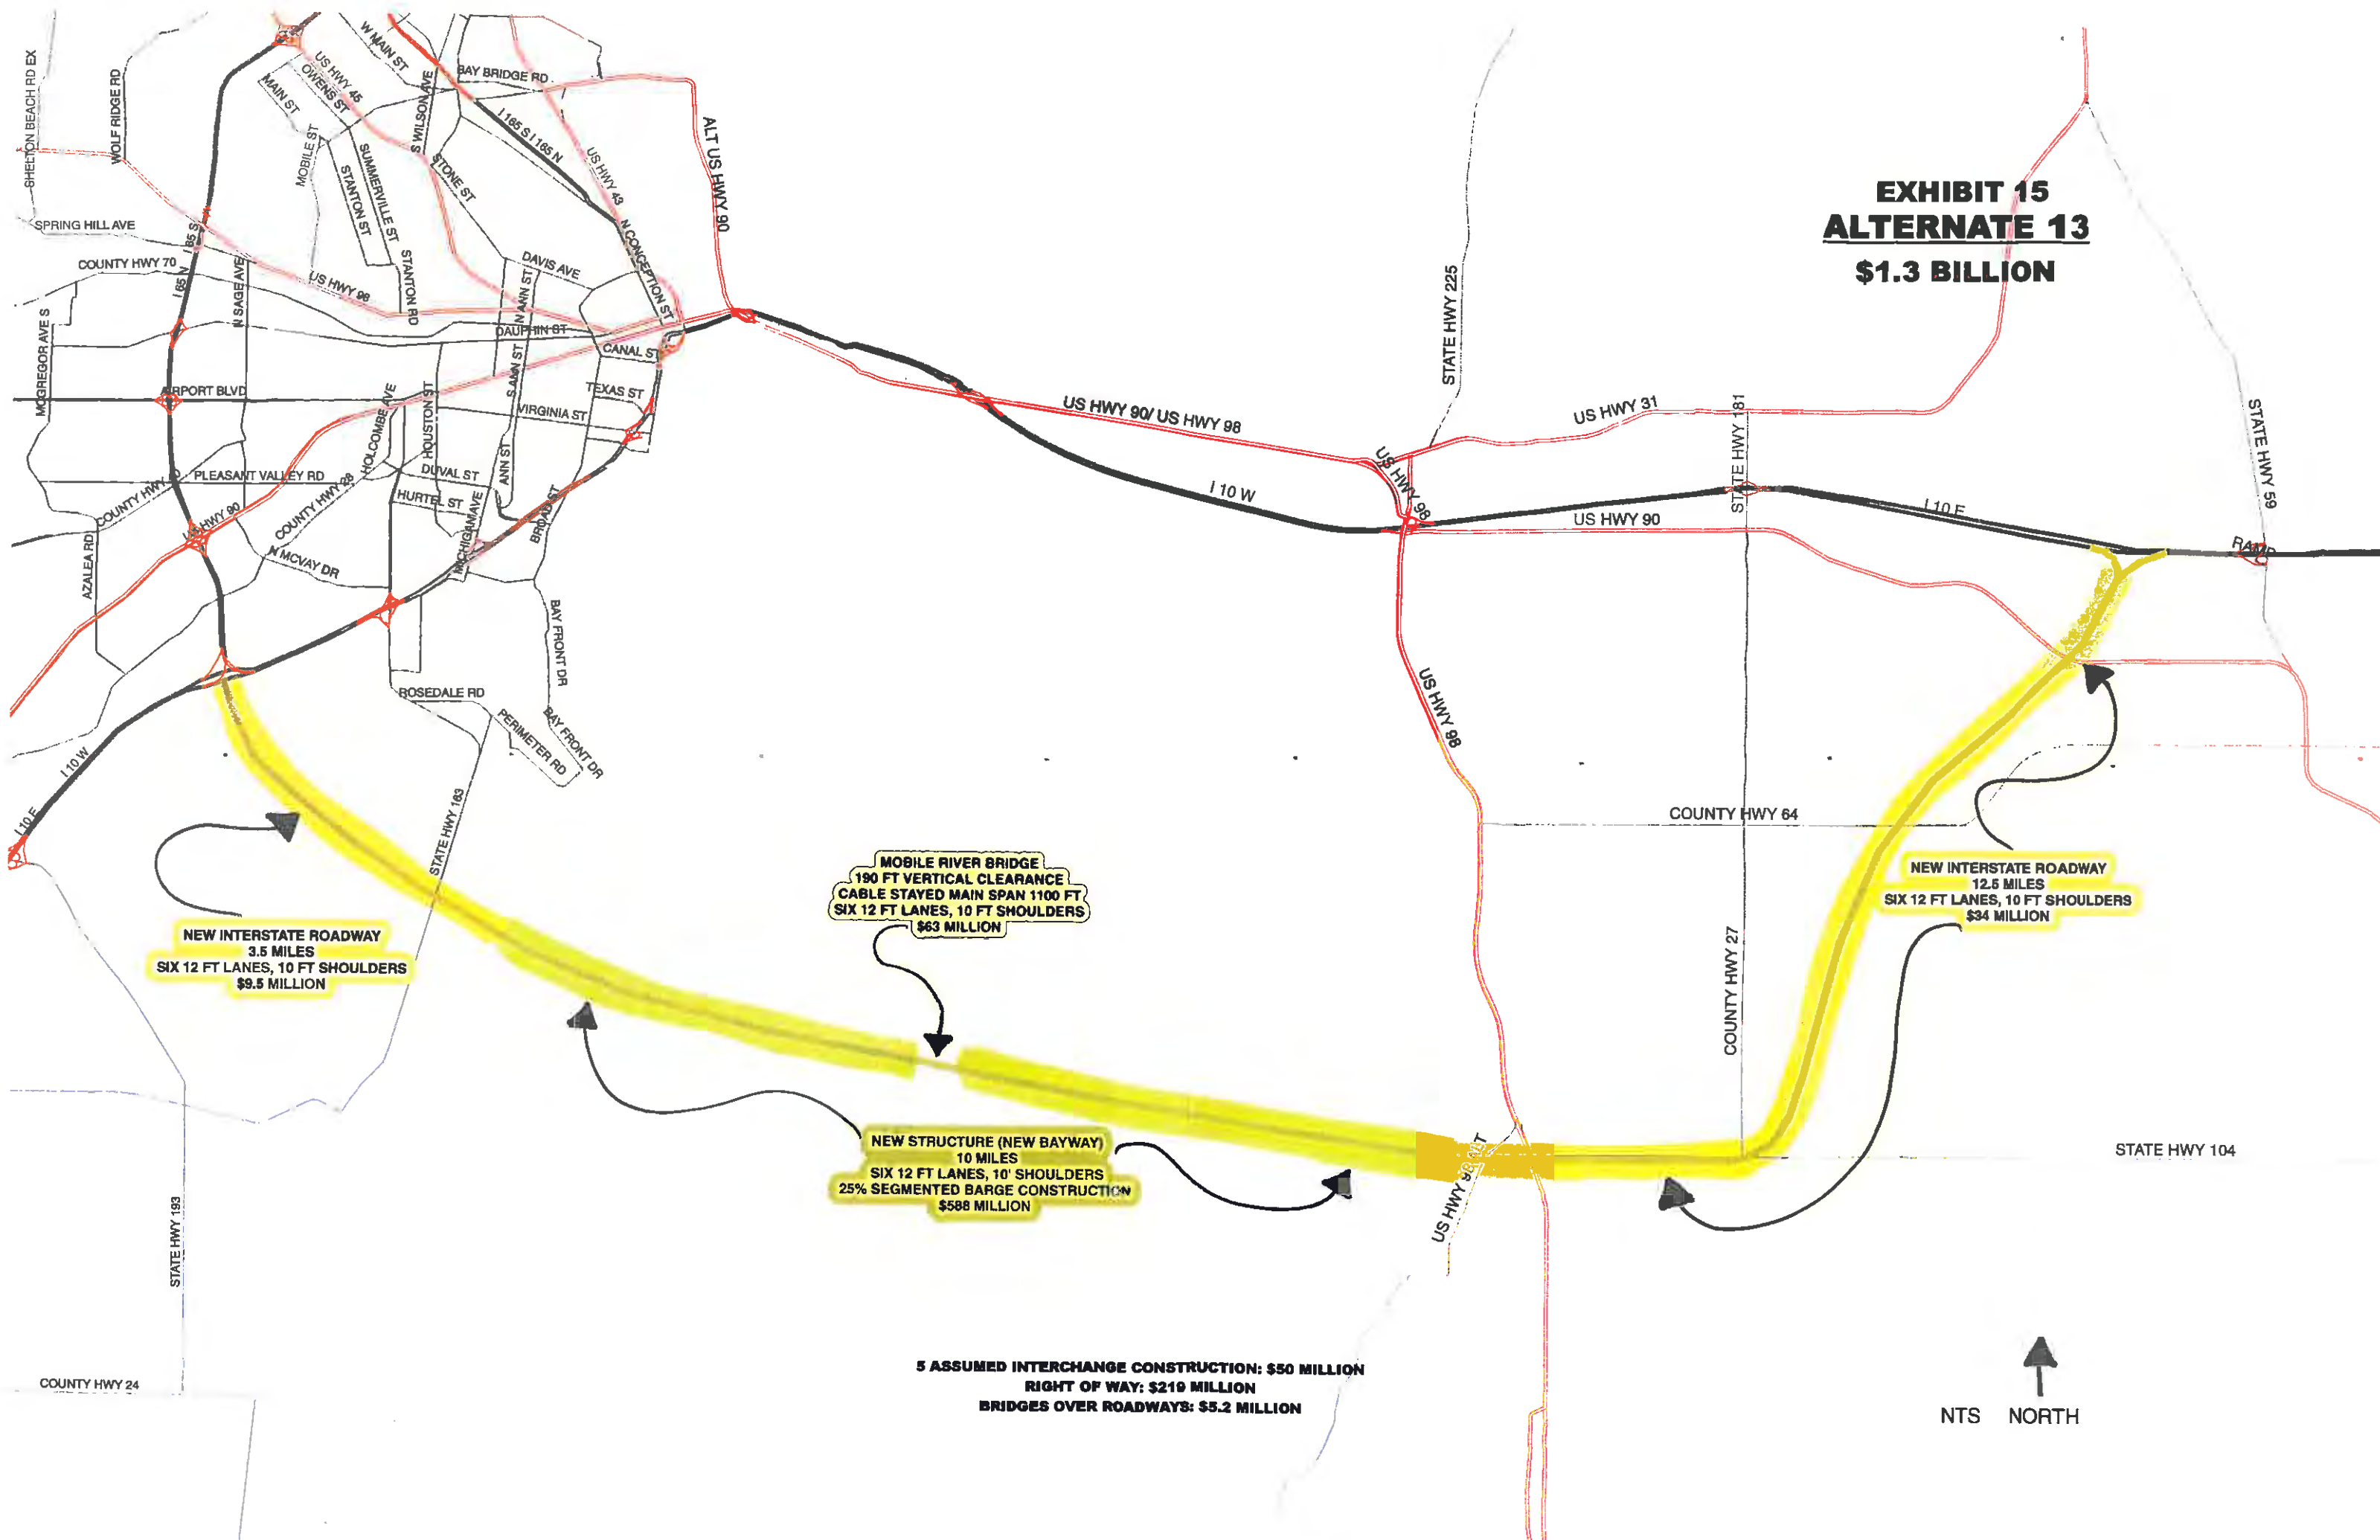 EXHIBIT 15
ALTERNATE 13
$1.3 BILLION
SHELTON BEACH RD EX
WOLF RIDGE RD
W MAIN ST
US HWY 45
OWENS ST
MAIN ST
BAY BRIDGE RD
S WILSON AVE
I 165 S I 165 N
US HWY 43
ALT US HWY 90
MOBILE ST
SUMMERVILLE ST
STANTON ST
STONE ST
SPRING HILL AVE
I 65 S
COUNTY HWY 70
I 65 N
N SAGE AVE
US HWY 98
STANTON RD
DAVIS AVE
N ANN ST
N CONCEPTION ST
DAUPHIN ST
CANAL ST
S ANN ST
TEXAS ST
VIRGINIA ST
MCGREGOR AVE S
AIRPORT BLVD
HOLCOMBE AVE
HOUSTON ST
PLEASANT VALLEY RD
DUVAL ST
ANN ST
HURTEL ST
COUNTY HWY
COUNTY HWY 28
HWY 90
AZALEA RD
N MCVAY DR
MICHIGAN AVE
BROAD ST
BAY FRONT DR
ROSEDALE RD
PERIMETER RD
BAY FRONT DR
I 10 W
I 10 E
STATE HWY 163
STATE HWY 193
COUNTY HWY 24
US HWY 90/ US HWY 98
I 10 W
STATE HWY 225
US HWY 31
STATE HWY 181
US HWY 98
US HWY 90
I 10 E
STATE HWY 59
RAMP
US HWY 98
COUNTY HWY 64
COUNTY HWY 27
STATE HWY 104
US HWY 98 ALT
NEW INTERSTATE ROADWAY
3.5 MILES
SIX 12 FT LANES, 10 FT SHOULDERS
$9.5 MILLION
MOBILE RIVER BRIDGE
190 FT VERTICAL CLEARANCE
CABLE STAYED MAIN SPAN 1100 FT
SIX 12 FT LANES, 10 FT SHOULDERS
$63 MILLION
NEW STRUCTURE (NEW BAYWAY)
10 MILES
SIX 12 FT LANES, 10' SHOULDERS
25% SEGMENTED BARGE CONSTRUCTION
$588 MILLION
NEW INTERSTATE ROADWAY
12.5 MILES
SIX 12 FT LANES, 10 FT SHOULDERS
$34 MILLION
5 ASSUMED INTERCHANGE CONSTRUCTION: $50 MILLION
RIGHT OF WAY: $219 MILLION
BRIDGES OVER ROADWAYS: $5.2 MILLION
NTS NORTH